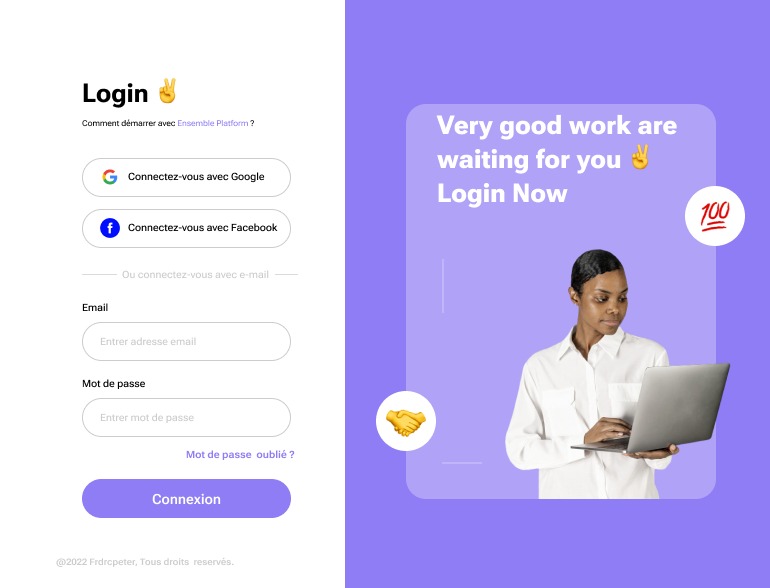 Login ✌️
Comment démarrer avec Ensemble Platform ?
Connectez-vous avec Google
Connectez-vous avec Facebook
Ou connectez-vous avec e-mail
Email
Entrer adresse email
Mot de passe
Entrer mot de passe
Mot de passe oublié ?
Connexion
@2022 Frdrcpeter, Tous droits reservés.
Very good work are
waiting for you ✌️
Login Now
💯